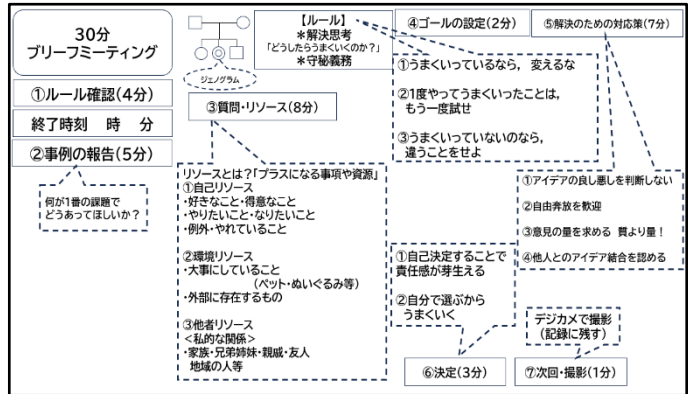 30分
ブリーフミーティング
①ルール確認(4分)
終了時刻　時　分
②事例の報告(5分)
何が1番の課題で
どうあってほしいか？
ジェノグラム
【ルール】
＊解決思考
「どうしたらうまくいくのか？」
＊守秘義務
③質問・リソース(8分)
リソースとは？「プラスになる事項や資源」
①自己リソース
・好きなこと・得意なこと
・やりたいこと・なりたいこと
・例外・やれていること
②環境リソース
・大事にしていること
(ペット・ぬいぐるみ等)
・外部に存在するもの
③他者リソース
<私的な関係>
・家族・兄弟姉妹・親戚・友人
地域の人等
④ゴールの設定(2分)
①うまくいっているなら，変えるな
②1度やってうまくいったことは，
もう一度試せ
③うまくいっていないのなら，
違うことをせよ
⑤解決のための対応策(7分)
①アイデアの良し悪しを判断しない
②自由奔放を歓迎
③意見の量を求める　質より量！
④他人とのアイデア結合を認める
①自己決定することで
責任感が芽生える
②自分で選ぶから
うまくいく
⑥決定(3分)
デジカメで撮影
(記録に残す)
⑦次回・撮影(1分)